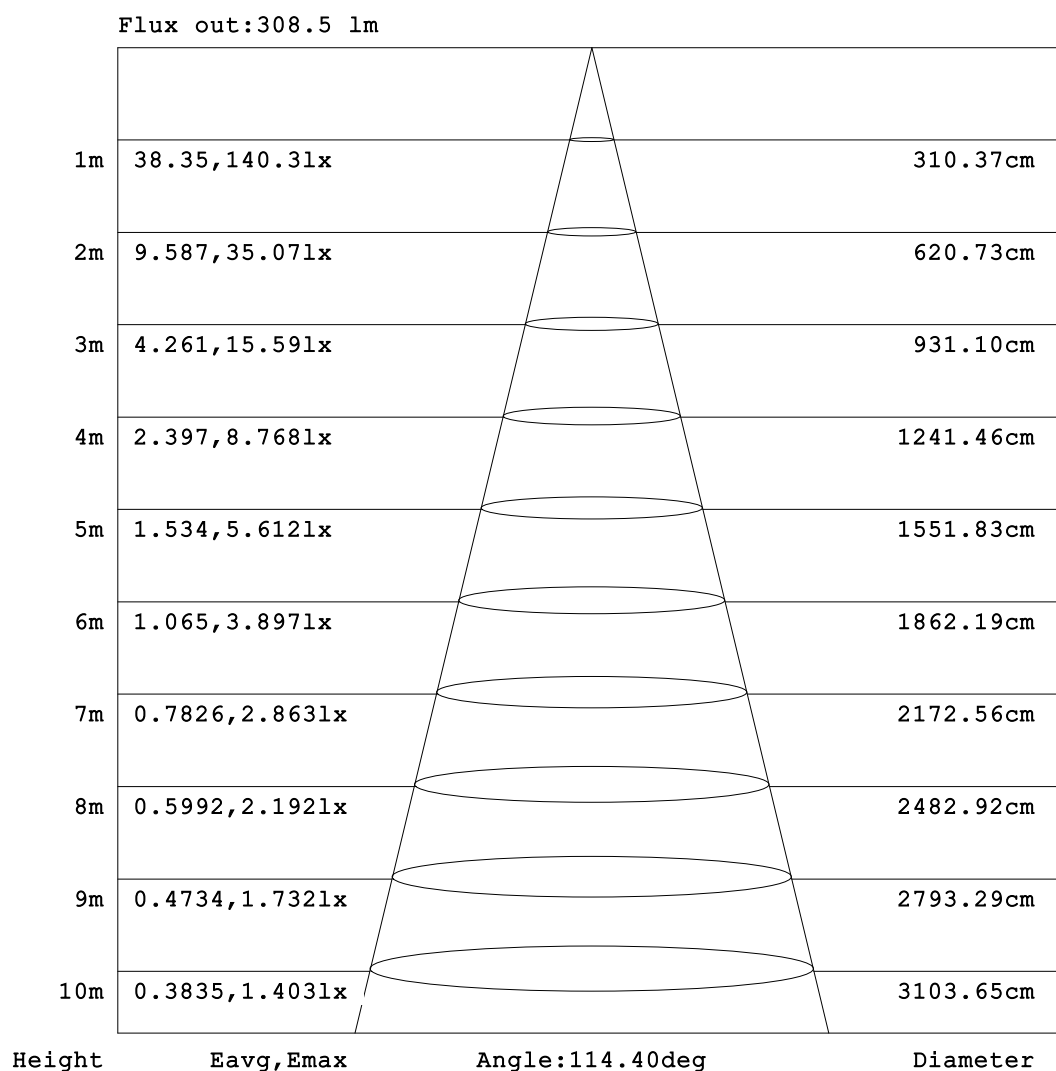 Flux out:308.5 lm
1m 38.35,140.3lx 310.37cm
2m 9.587,35.07lx 620.73cm
3m 4.261,15.59lx 931.10cm
4m 2.397,8.768lx 1241.46cm
5m 1.534,5.612lx 1551.83cm
6m 1.065,3.897lx 1862.19cm
7m 0.7826,2.863lx 2172.56cm
8m 0.5992,2.192lx 2482.92cm
9m 0.4734,1.732lx 2793.29cm
10m 0.3835,1.403lx 3103.65cm
Height Eavg,Emax Angle:114.40deg Diameter